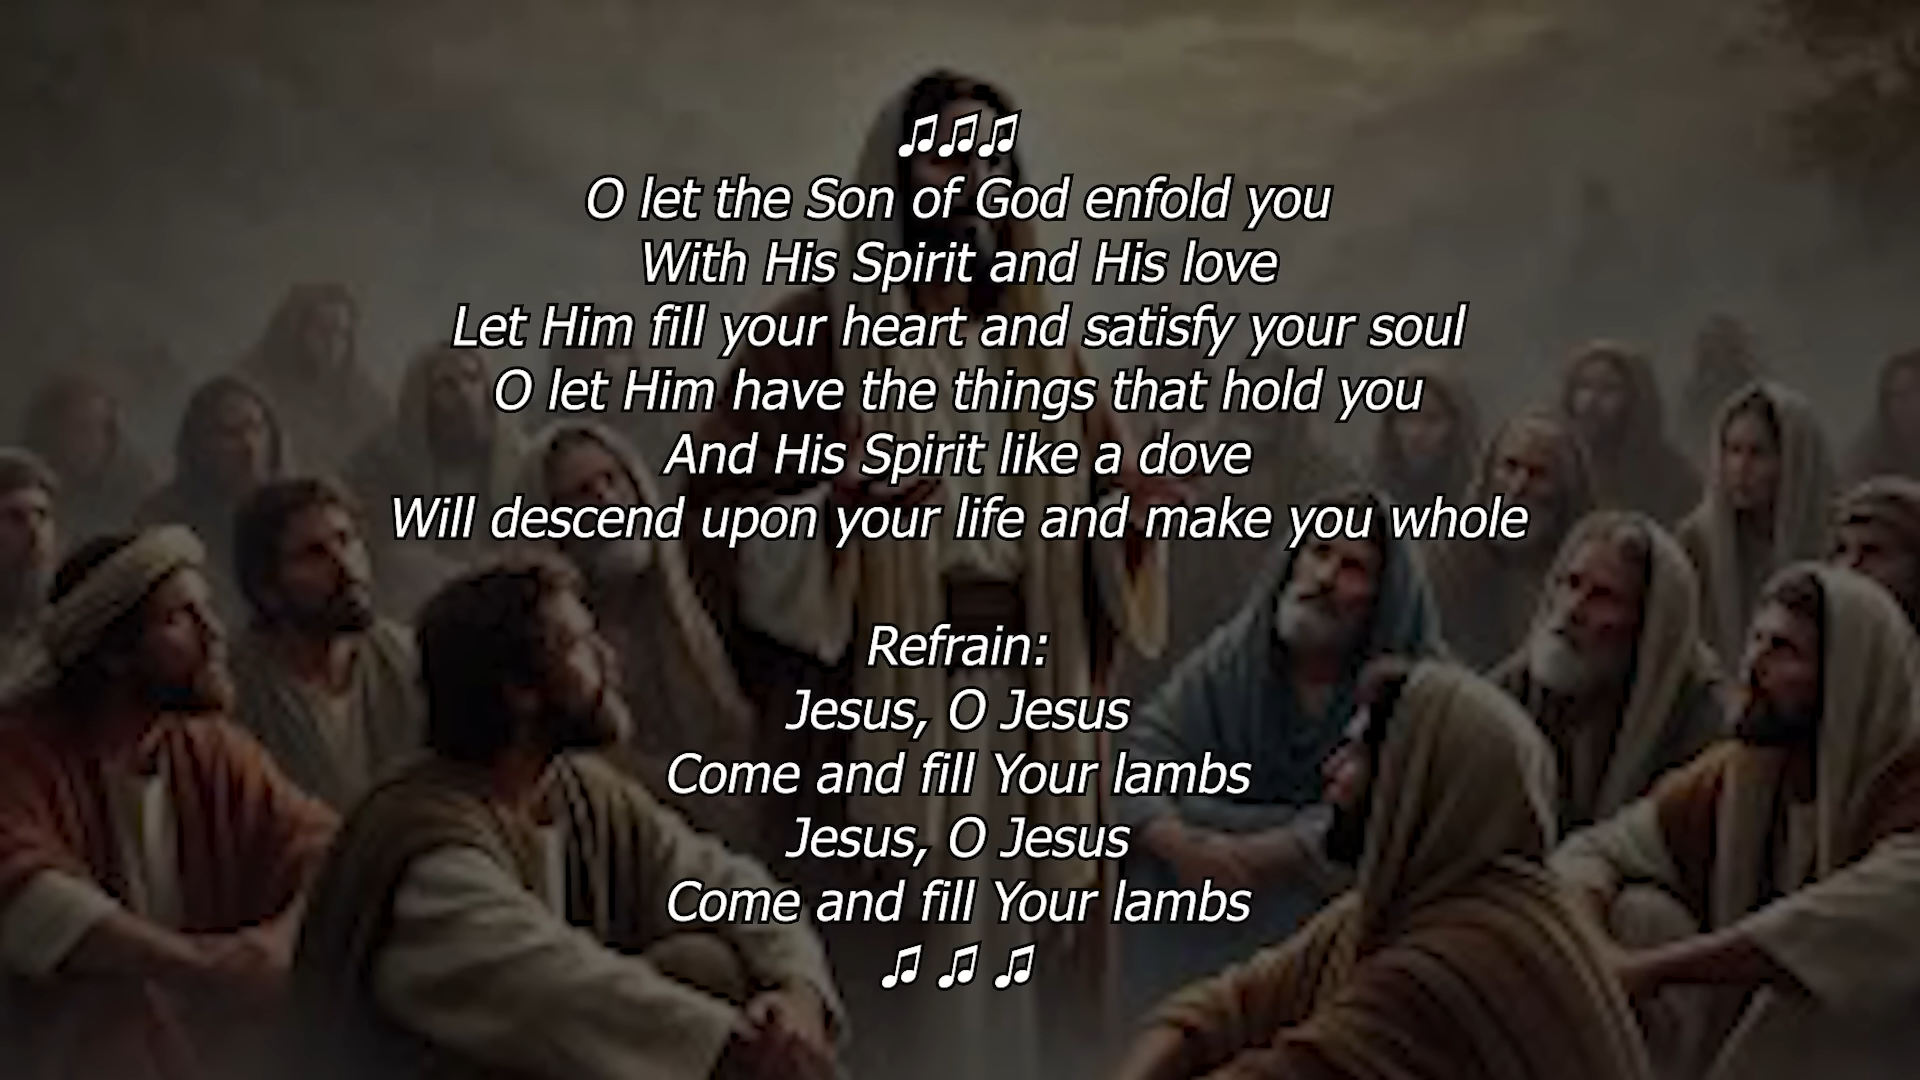 ♫♫♫
O let the Son of God enfold you
With His Spirit and His love
Let Him fill your heart and satisfy your soul
O let Him have the things that hold you
And His Spirit like a dove
Will descend upon your life and make you whole
Refrain:
Jesus, O Jesus
Come and fill Your lambs
Jesus, O Jesus
Come and fill Your lambs
♫ ♫ ♫